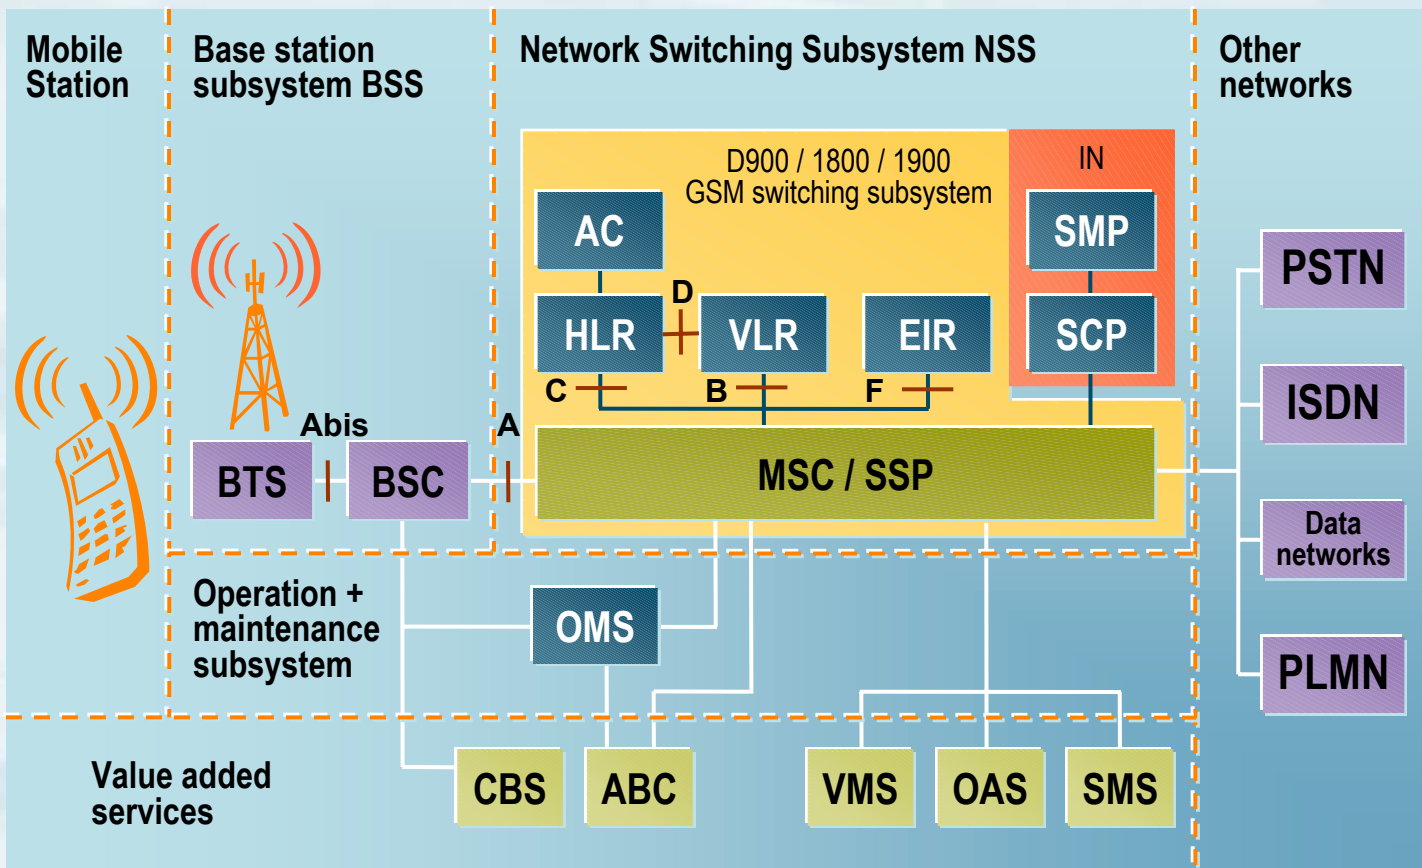 Mobile
Station
Base station
subsystem BSS
Network Switching Subsystem NSS
Other
networks
D900 / 1800 / 1900
GSM switching subsystem
IN
AC
SMP
D
HLR
VLR
EIR
SCP
C
B
F
Abis
A
BTS
BSC
MSC / SSP
PSTN
ISDN
Data
networks
PLMN
Operation +
maintenance
subsystem
OMS
Value added
services
CBS
ABC
VMS
OAS
SMS